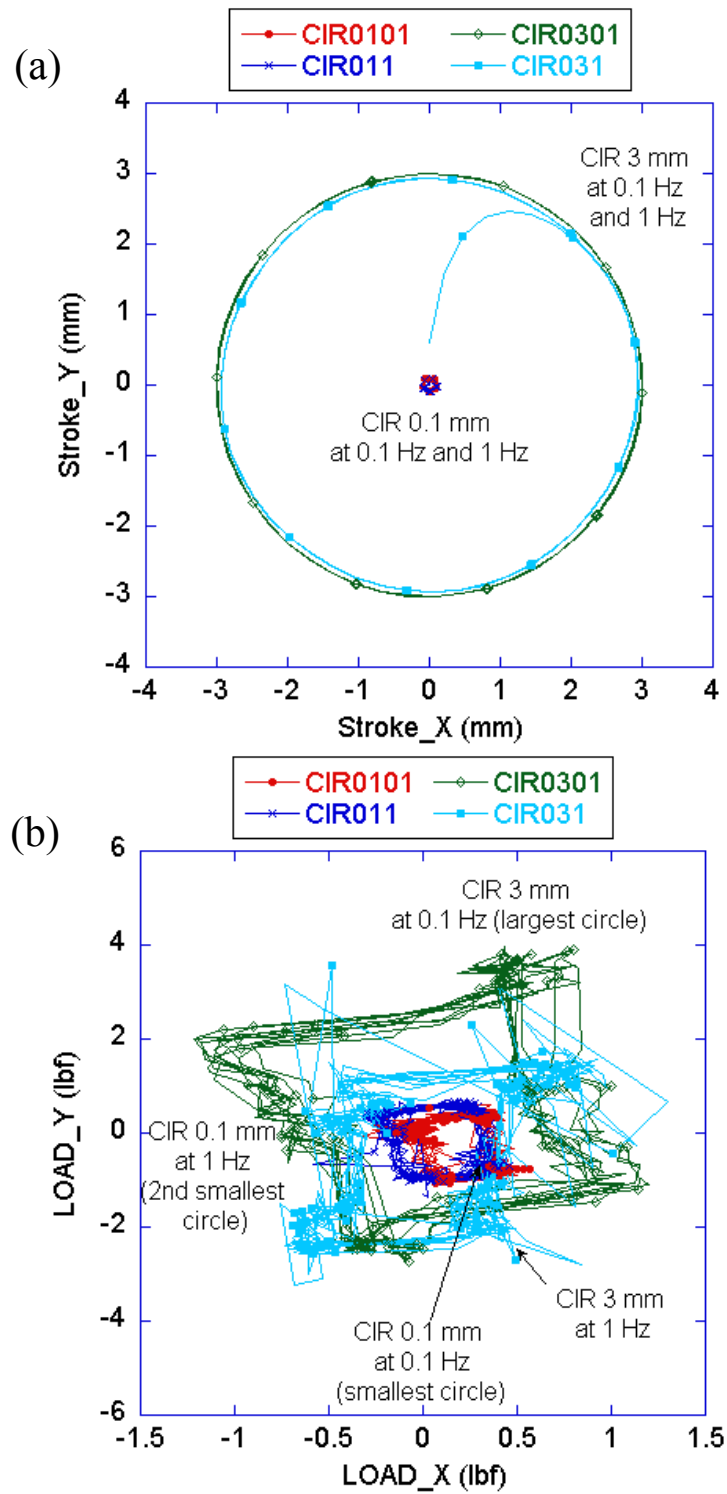 (a)
CIR0101 CIR0301
CIR011 CIR031
4
3
2
1
0
-1
-2
-3
-4
Stroke_Y (mm)
CIR 3 mm
at 0.1 Hz
and 1 Hz
CIR 0.1 mm
at 0.1 Hz and 1 Hz
-4 -3 -2 -1 0 1 2 3 4
Stroke_X (mm)
(b)
CIR0101 CIR0301
CIR011 CIR031
6
4
2
0
-2
-4
-6
LOAD_Y (lbf)
CIR 3 mm
at 0.1 Hz (largest circle)
CIR 0.1 mm
at 1 Hz
(2nd smallest
circle)
CIR 3 mm
at 1 Hz
CIR 0.1 mm
at 0.1 Hz
(smallest circle)
-1.5 -1 -0.5 0 0.5 1 1.5
LOAD_X (lbf)